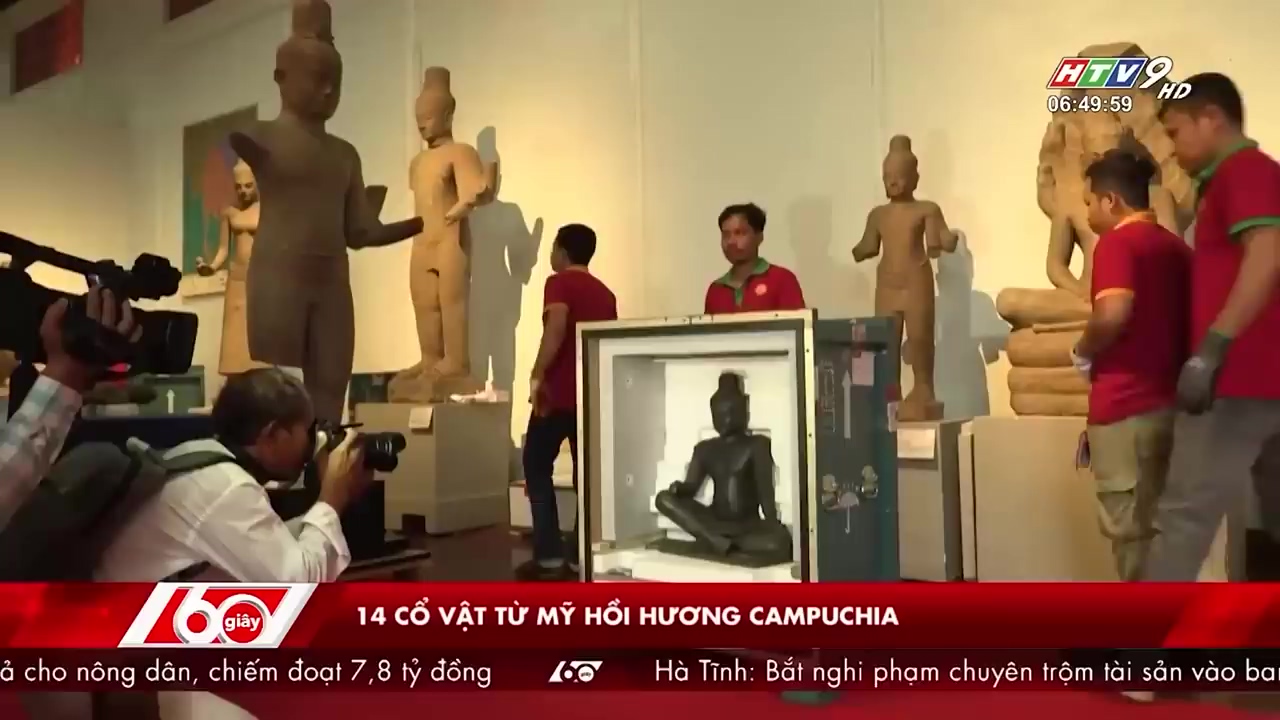 HTV9 HD
06:49:59
60 giây
14 CỔ VẬT TỪ MỸ HỒI HƯƠNG CAMPUCHIA
ả cho nông dân, chiếm đoạt 7,8 tỷ đồng 60 giây Hà Tĩnh: Bắt nghi phạm chuyên trộm tài sản vào ban